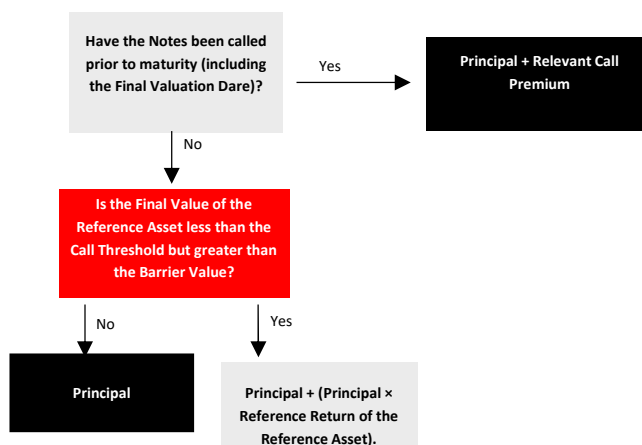 Have the Notes been called
prior to maturity (including
the Final Valuation Dare)?
Yes
Principal + Relevant Call
Premium
No
Is the Final Value of the
Reference Asset less than the
Call Threshold but greater than
the Barrier Value?
No
Yes
Principal
Principal + (Principal ×
Reference Return of the
Reference Asset).